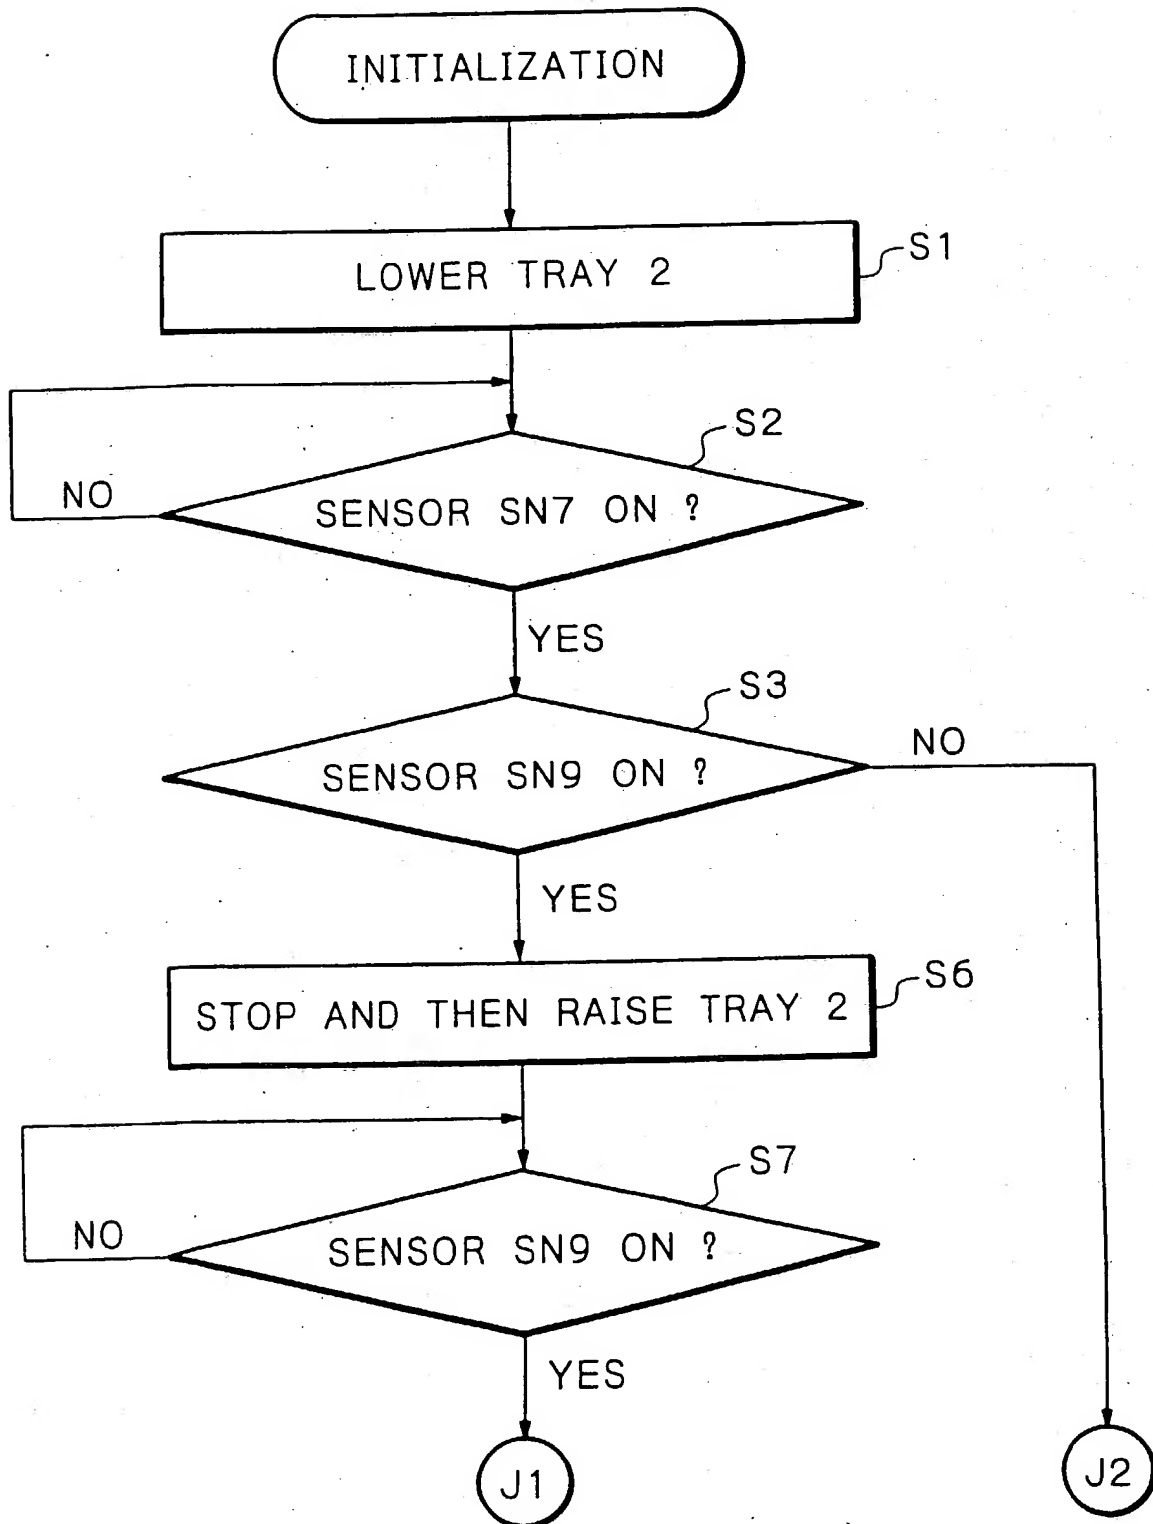 INITIALIZATION
LOWER TRAY 2
S1
S2
NO
SENSOR SN7 ON ?
YES
S3
NO
SENSOR SN9 ON ?
YES
S6
STOP AND THEN RAISE TRAY 2
S7
NO
SENSOR SN9 ON ?
YES
J1
J2